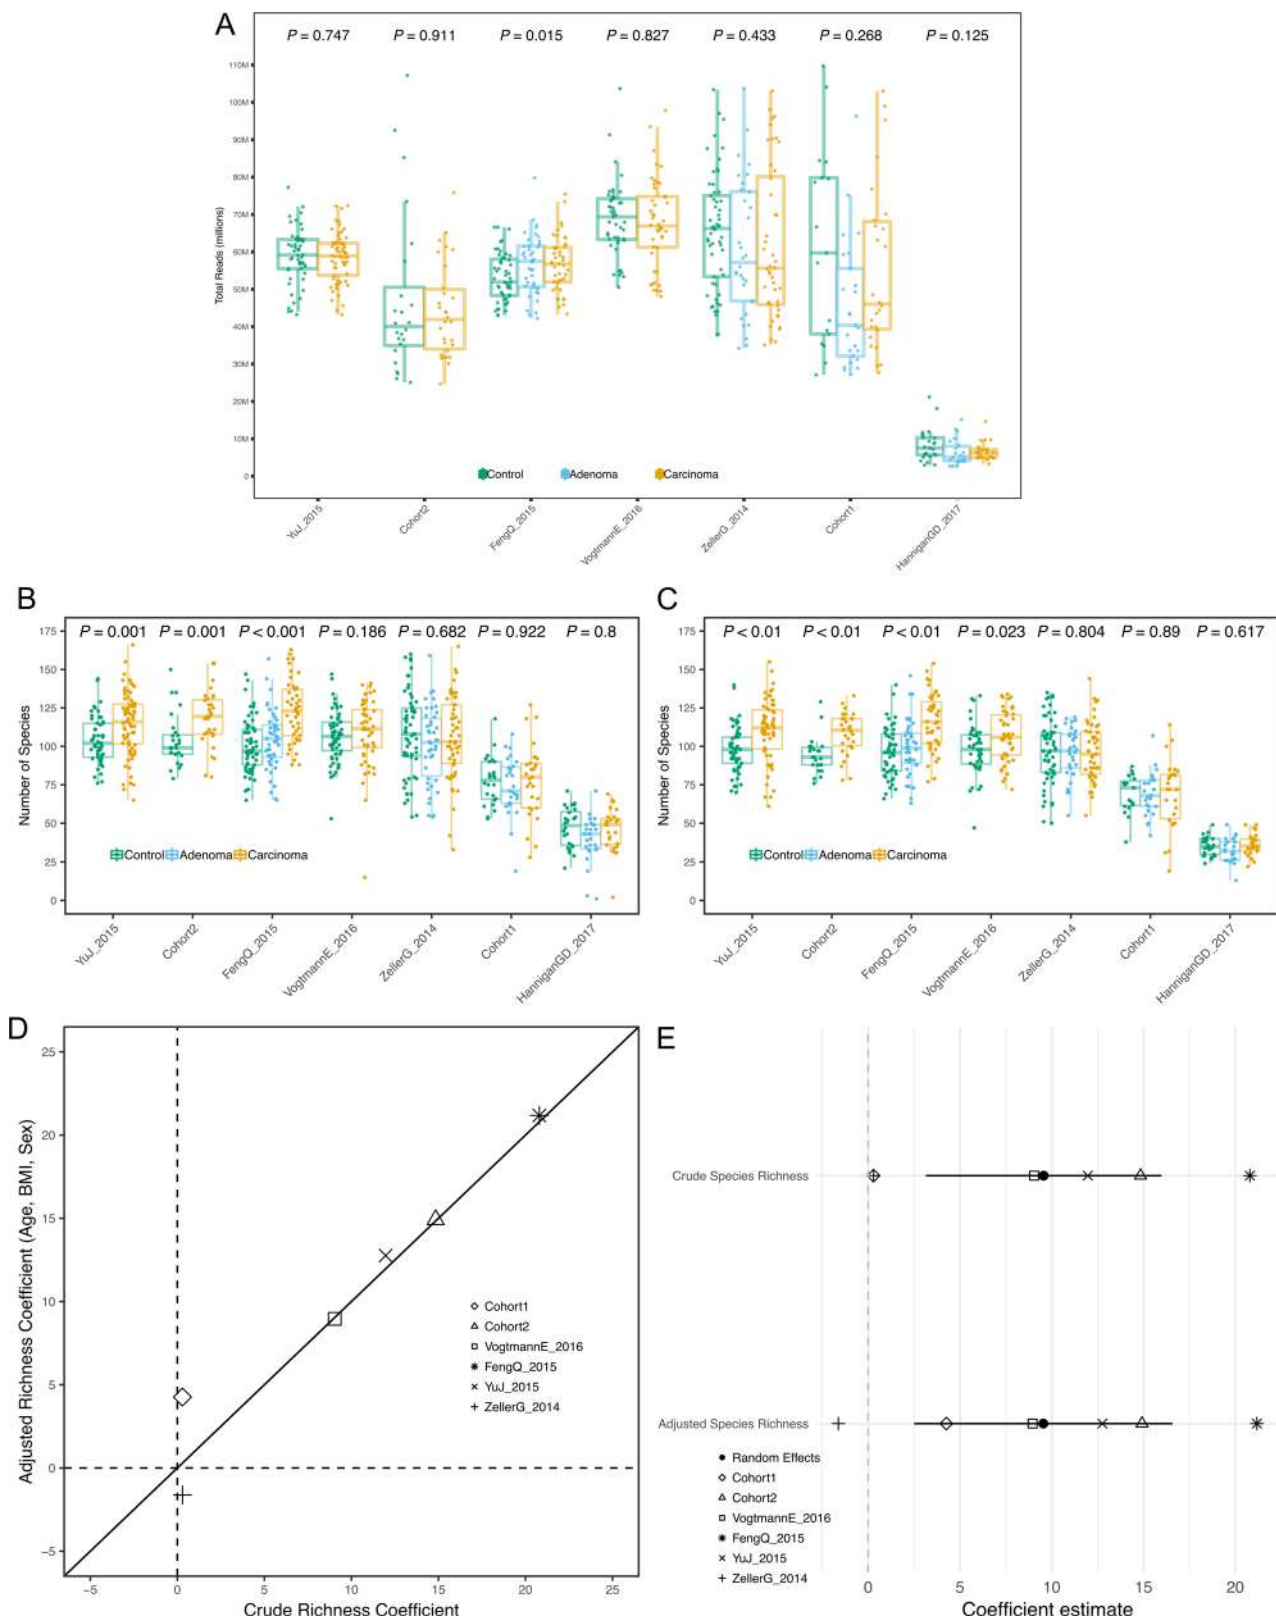 A
P = 0.747 P = 0.911 P = 0.015 P = 0.827 P = 0.433 P = 0.268 P = 0.125
110M
100M
90M
80M
70M
60M
50M
40M
30M
20M
10M
0
Total Reads (millions)
Control Adenoma Carcinoma
YuJ_2015 Cohort2 FengQ_2015 VogtmannE_2016 ZellerG_2014 Cohort1 HanniganGD_2017
B
P = 0.001 P = 0.001 P < 0.001 P = 0.186 P = 0.682 P = 0.922 P = 0.8
175
150
125
100
75
50
25
0
Number of Species
Control Adenoma Carcinoma
YuJ_2015 Cohort2 FengQ_2015 VogtmannE_2016 ZellerG_2014 Cohort1 HanniganGD_2017
C
P < 0.01 P < 0.01 P < 0.01 P = 0.023 P = 0.804 P = 0.89 P = 0.617
175
150
125
100
75
50
25
0
Number of Species
Control Adenoma Carcinoma
YuJ_2015 Cohort2 FengQ_2015 VogtmannE_2016 ZellerG_2014 Cohort1 HanniganGD_2017
D
25
20
15
10
5
0
−5
Adjusted Richness Coefficient (Age, BMI, Sex)
Cohort1
Cohort2
VogtmannE_2016
FengQ_2015
YuJ_2015
ZellerG_2014
−5 0 5 10 15 20 25
Crude Richness Coefficient
E
Crude Species Richness
Adjusted Species Richness
Random Effects
Cohort1
Cohort2
VogtmannE_2016
FengQ_2015
YuJ_2015
ZellerG_2014
0 5 10 15 20
Coefficient estimate